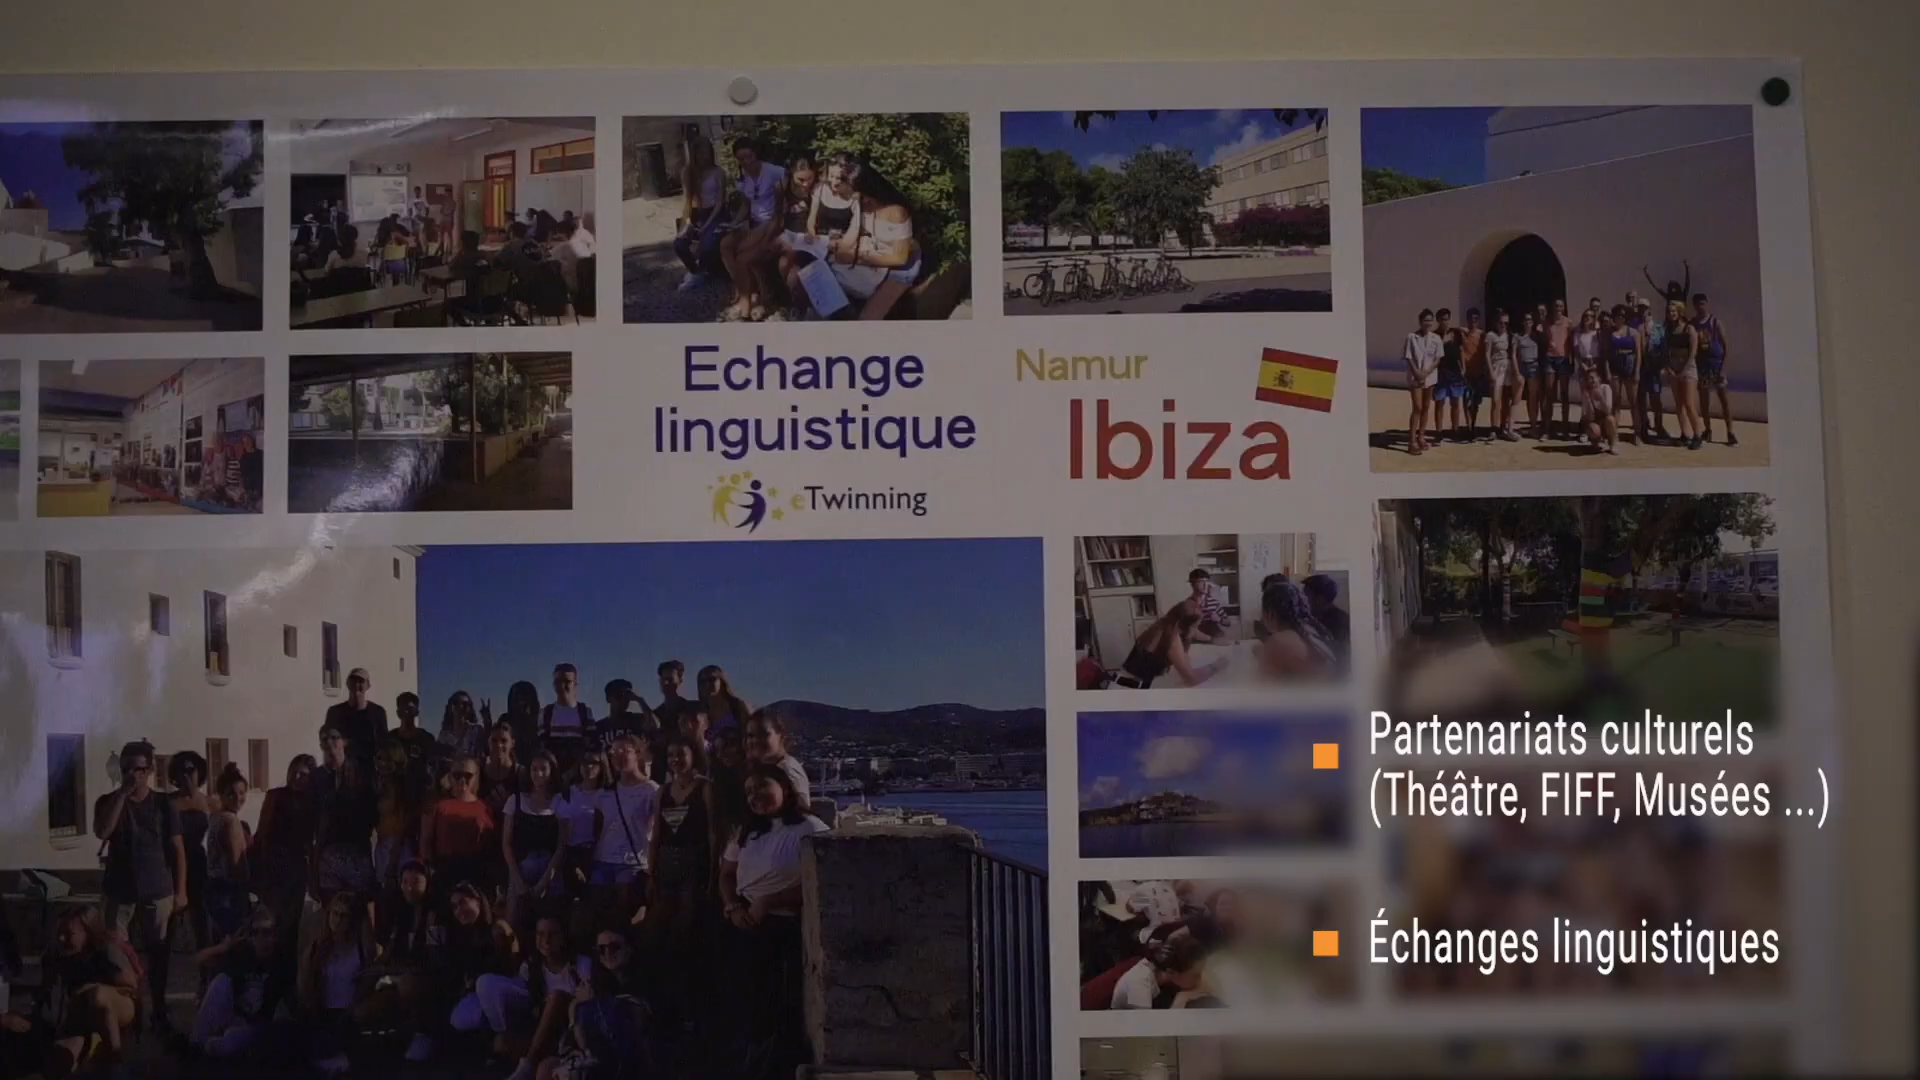 Echange
linguistique
eTwinning
Namur
Ibiza
Partenariats culturels
(Théâtre, FIFF, Musées ...)
Échanges linguistiques